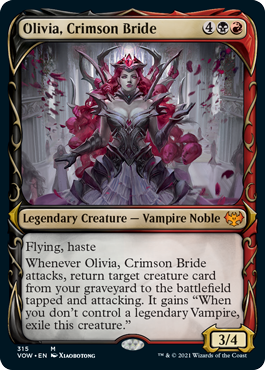 Olivia, Crimson Bride 4
Legendary Creature — Vampire Noble
Flying, haste
Whenever Olivia, Crimson Bride
attacks, return target creature card
from your graveyard to the battlefield
tapped and attacking. It gains “When
you don’t control a legendary Vampire,
exile this creature.”
3/4
315 M
VOW • EN XIAOBOTONG
™ & © 2021 Wizards of the Coast